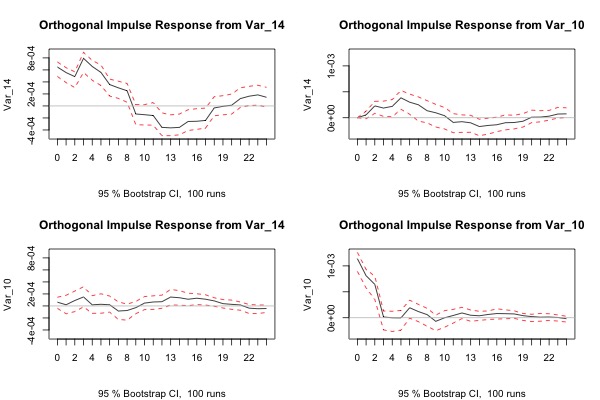 Orthogonal Impulse Response from Var_14
Var_14
8e-04
2e-04
-4e-04
0 2 4 6 8 10 13 16 19 22
95 % Bootstrap CI, 100 runs
Orthogonal Impulse Response from Var_10
Var_14
1e-03
0e+00
0 2 4 6 8 10 13 16 19 22
95 % Bootstrap CI, 100 runs
Orthogonal Impulse Response from Var_14
Var_10
8e-04
2e-04
-4e-04
0 2 4 6 8 10 13 16 19 22
95 % Bootstrap CI, 100 runs
Orthogonal Impulse Response from Var_10
Var_10
1e-03
0e+00
0 2 4 6 8 10 13 16 19 22
95 % Bootstrap CI, 100 runs